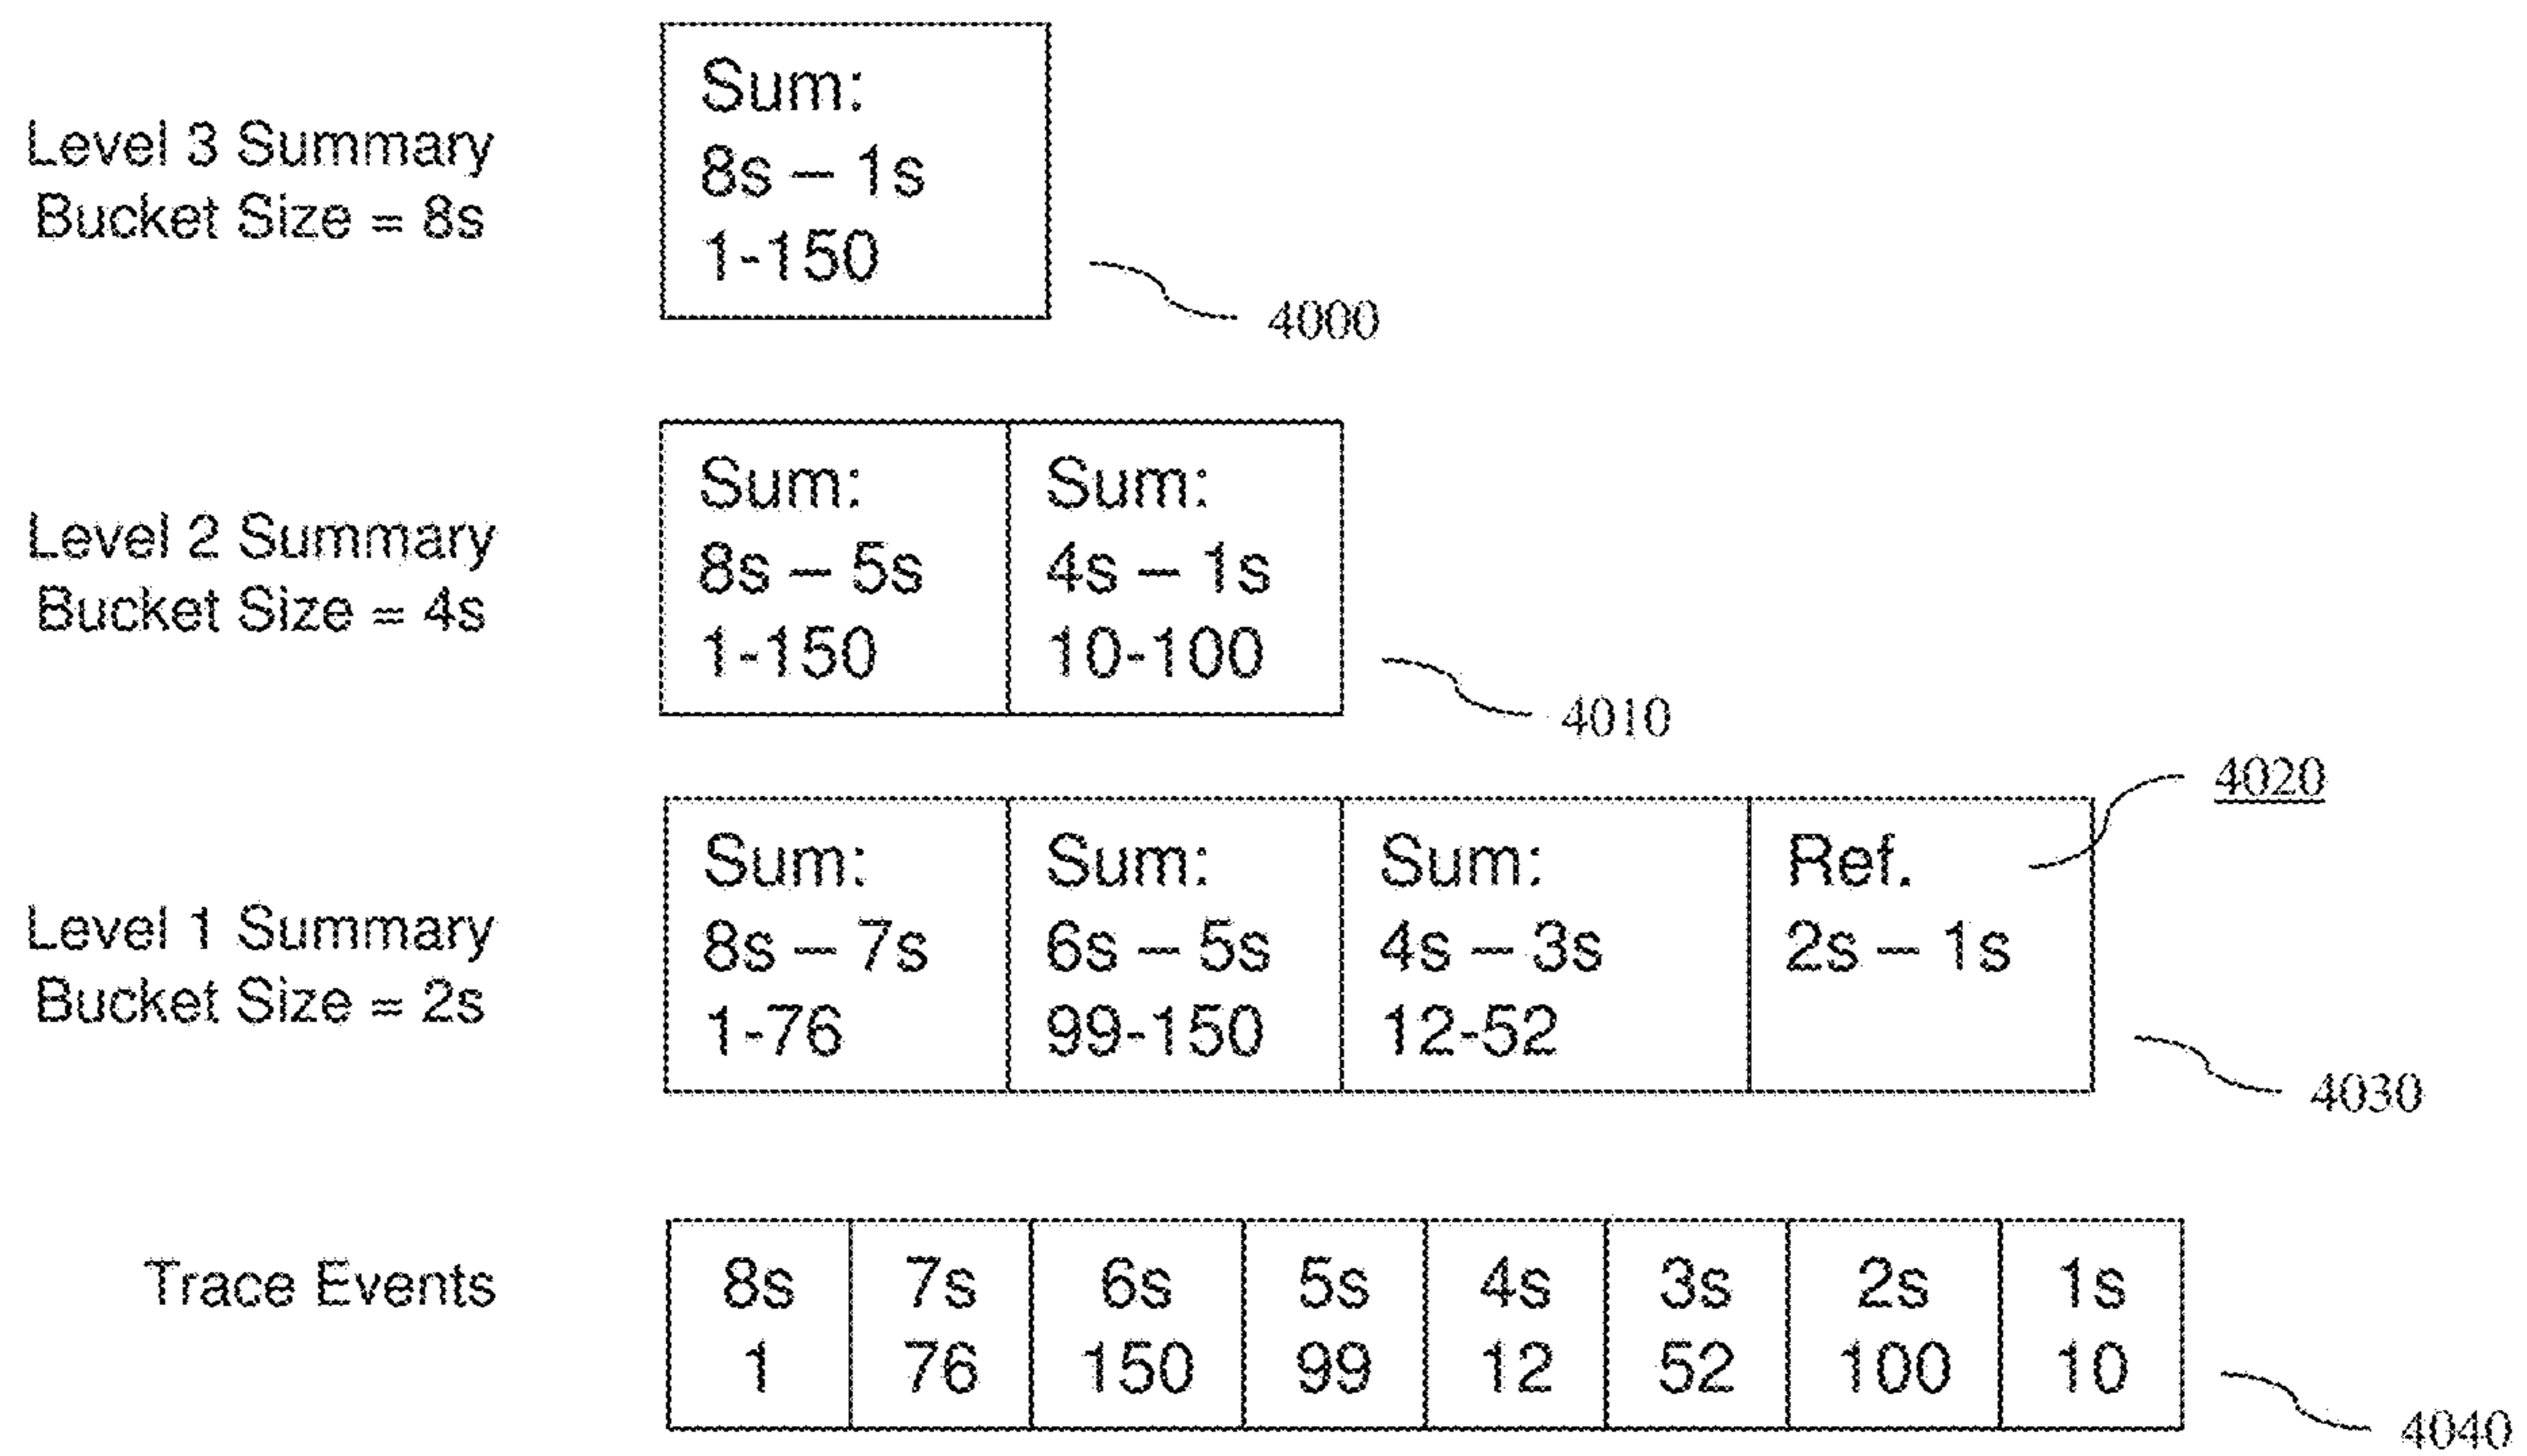 Level 3 Summary
Bucket Size = 8s
Sum:
8s – 1s
1-150
4000
Level 2 Summary
Bucket Size = 4s
Sum:
8s – 5s
1-150
Sum:
4s – 1s
10-100
4010
4020
Level 1 Summary
Bucket Size = 2s
Sum:
8s – 7s
1-76
Sum:
6s – 5s
99-150
Sum:
4s – 3s
12-52
Ref.
2s – 1s
4030
Trace Events
8s 7s 6s 5s 4s 3s 2s 1s
1 76 150 99 12 52 100 10
4040